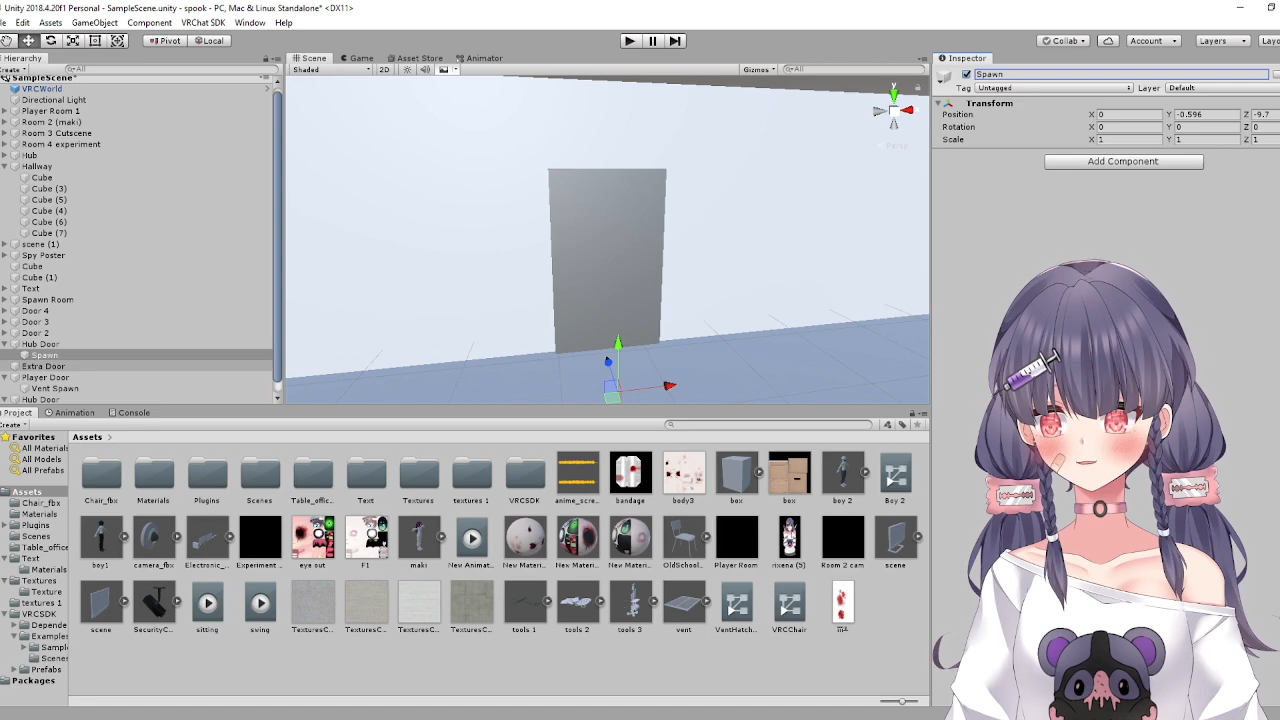 Unity 2018.4.20f1 Personal - SampleScene.unity - spook - PC, Mac & Linux Standalone* <DX11>
Edit Assets GameObject Component VRChat SDK Window Help
Pivot Local Collab Account Layers
Hierarchy
Scene Game Asset Store Animator
Inspector
Shaded 2D Gizmos All
All
SampleScene*
VRCWorld
Directional Light
Player Room 1
Room 2 (maki)
Room 3 Cutscene
Room 4 experiment
Hub
Hallway
Cube
Cube (3)
Cube (5)
Cube (4)
Cube (6)
Cube (7)
scene (1)
Spy Poster
Cube
Cube (1)
Text
Spawn Room
Door 4
Door 3
Door 2
Hub Door
Spawn
Extra Door
Player Door
Vent Spawn
Hub Door
y
Persp
Spawn
Tag Untagged Layer Default
Transform
Position X 0 Y -0.596 Z -9.7
Rotation X 0 Y 0 Z 0
Scale X 1 Y 1 Z 1
Add Component
Project Animation Console
Favorites
All Materials
All Models
All Prefabs
Assets
Chair_fbx
Materials
Plugins
Scenes
Table_office
Text
Materials
Textures
Texture
textures 1
VRCSDK
Depende
Examples
Sampl
Scenes
Prefabs
Packages
Assets
Chair_fbx Materials Plugins Scenes Table_offic... Text Textures textures 1 VRCSDK anime_scre... bandage body3 box box boy 2 Boy 2
boy1 camera_fbx Electronic_... Experiment ... eye out F1 maki New Animat... New Materi... New Materi... New Materi... OldSchool... Player Room rixena (5) Room 2 cam scene
scene SecurityC... sitting swing TexturesC... TexturesC... TexturesC... TexturesC... tools 1 tools 2 tools 3 vent VentHatch... VRCChair